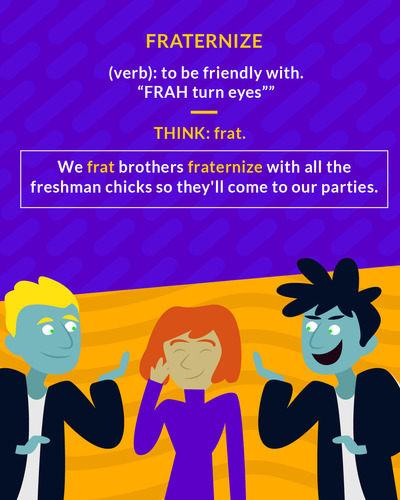 FRATERNIZE
(verb): to be friendly with.
“FRAH turn eyes””
THINK: frat.
We frat brothers fraternize with all the
freshman chicks so they'll come to our parties.